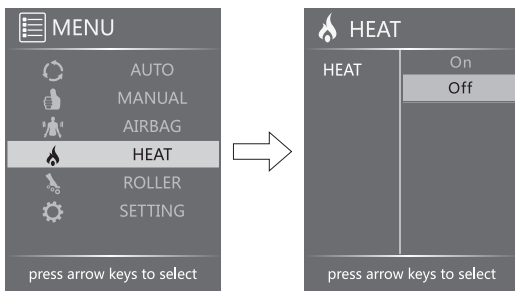 MENU
AUTO
MANUAL
AIRBAG
HEAT
ROLLER
SETTING
press arrow keys to select
HEAT
HEAT
On
Off
press arrow keys to select